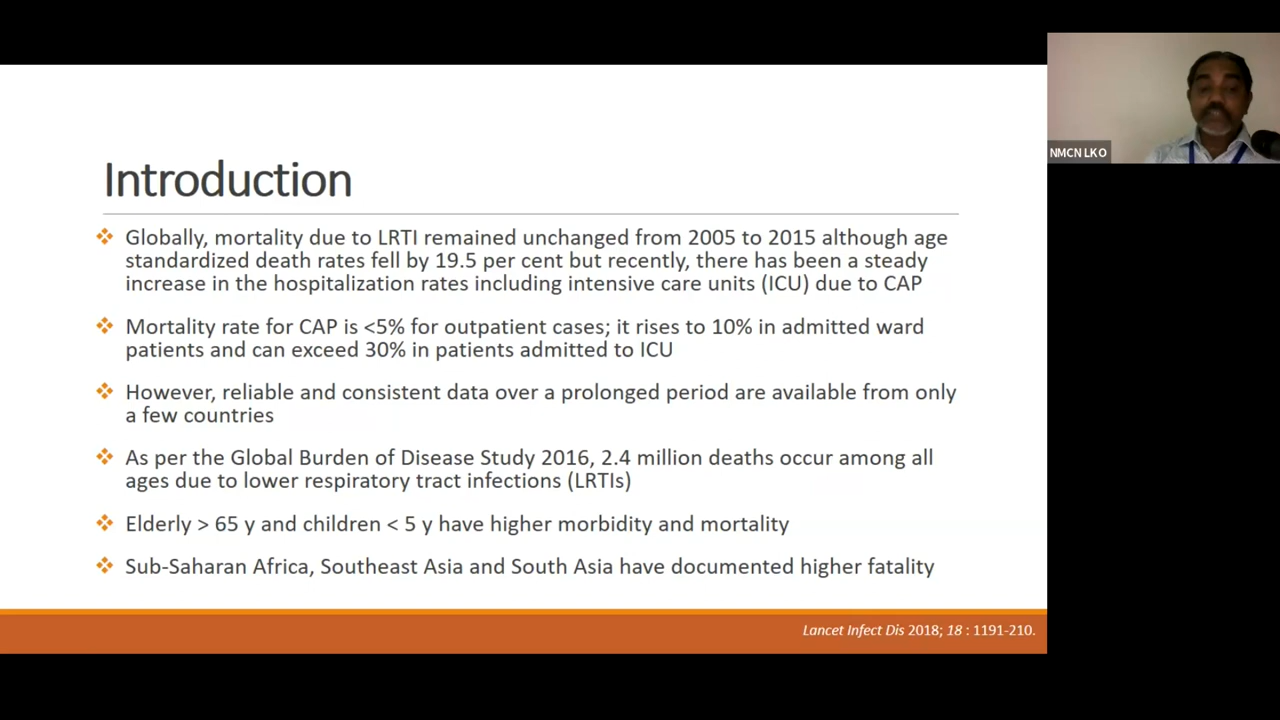 Introduction
Globally, mortality due to LRTI remained unchanged from 2005 to 2015 although age
standardized death rates fell by 19.5 per cent but recently, there has been a steady
increase in the hospitalization rates including intensive care units (ICU) due to CAP
Mortality rate for CAP is <5% for outpatient cases; it rises to 10% in admitted ward
patients and can exceed 30% in patients admitted to ICU
However, reliable and consistent data over a prolonged period are available from only
a few countries
As per the Global Burden of Disease Study 2016, 2.4 million deaths occur among all
ages due to lower respiratory tract infections (LRTIs)
Elderly > 65 y and children < 5 y have higher morbidity and mortality
Sub-Saharan Africa, Southeast Asia and South Asia have documented higher fatality
Lancet Infect Dis 2018; 18 : 1191-210.
NMCN LKO